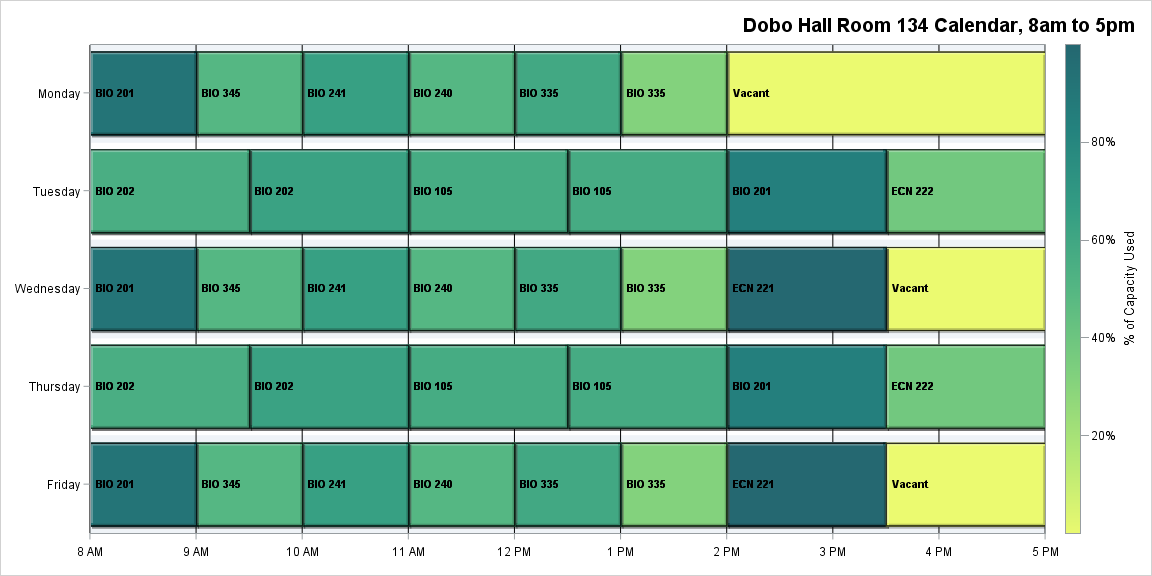 Dobo Hall Room 134 Calendar, 8am to 5pm
Monday
BIO 201 BIO 345 BIO 241 BIO 240 BIO 335 BIO 335 Vacant
Tuesday
BIO 202 BIO 202 BIO 105 BIO 105 BIO 201 ECN 222
Wednesday
BIO 201 BIO 345 BIO 241 BIO 240 BIO 335 BIO 335 ECN 221 Vacant
Thursday
BIO 202 BIO 202 BIO 105 BIO 105 BIO 201 ECN 222
Friday
BIO 201 BIO 345 BIO 241 BIO 240 BIO 335 BIO 335 ECN 221 Vacant
8 AM 9 AM 10 AM 11 AM 12 PM 1 PM 2 PM 3 PM 4 PM 5 PM
80%
60%
40%
20%
% of Capacity Used